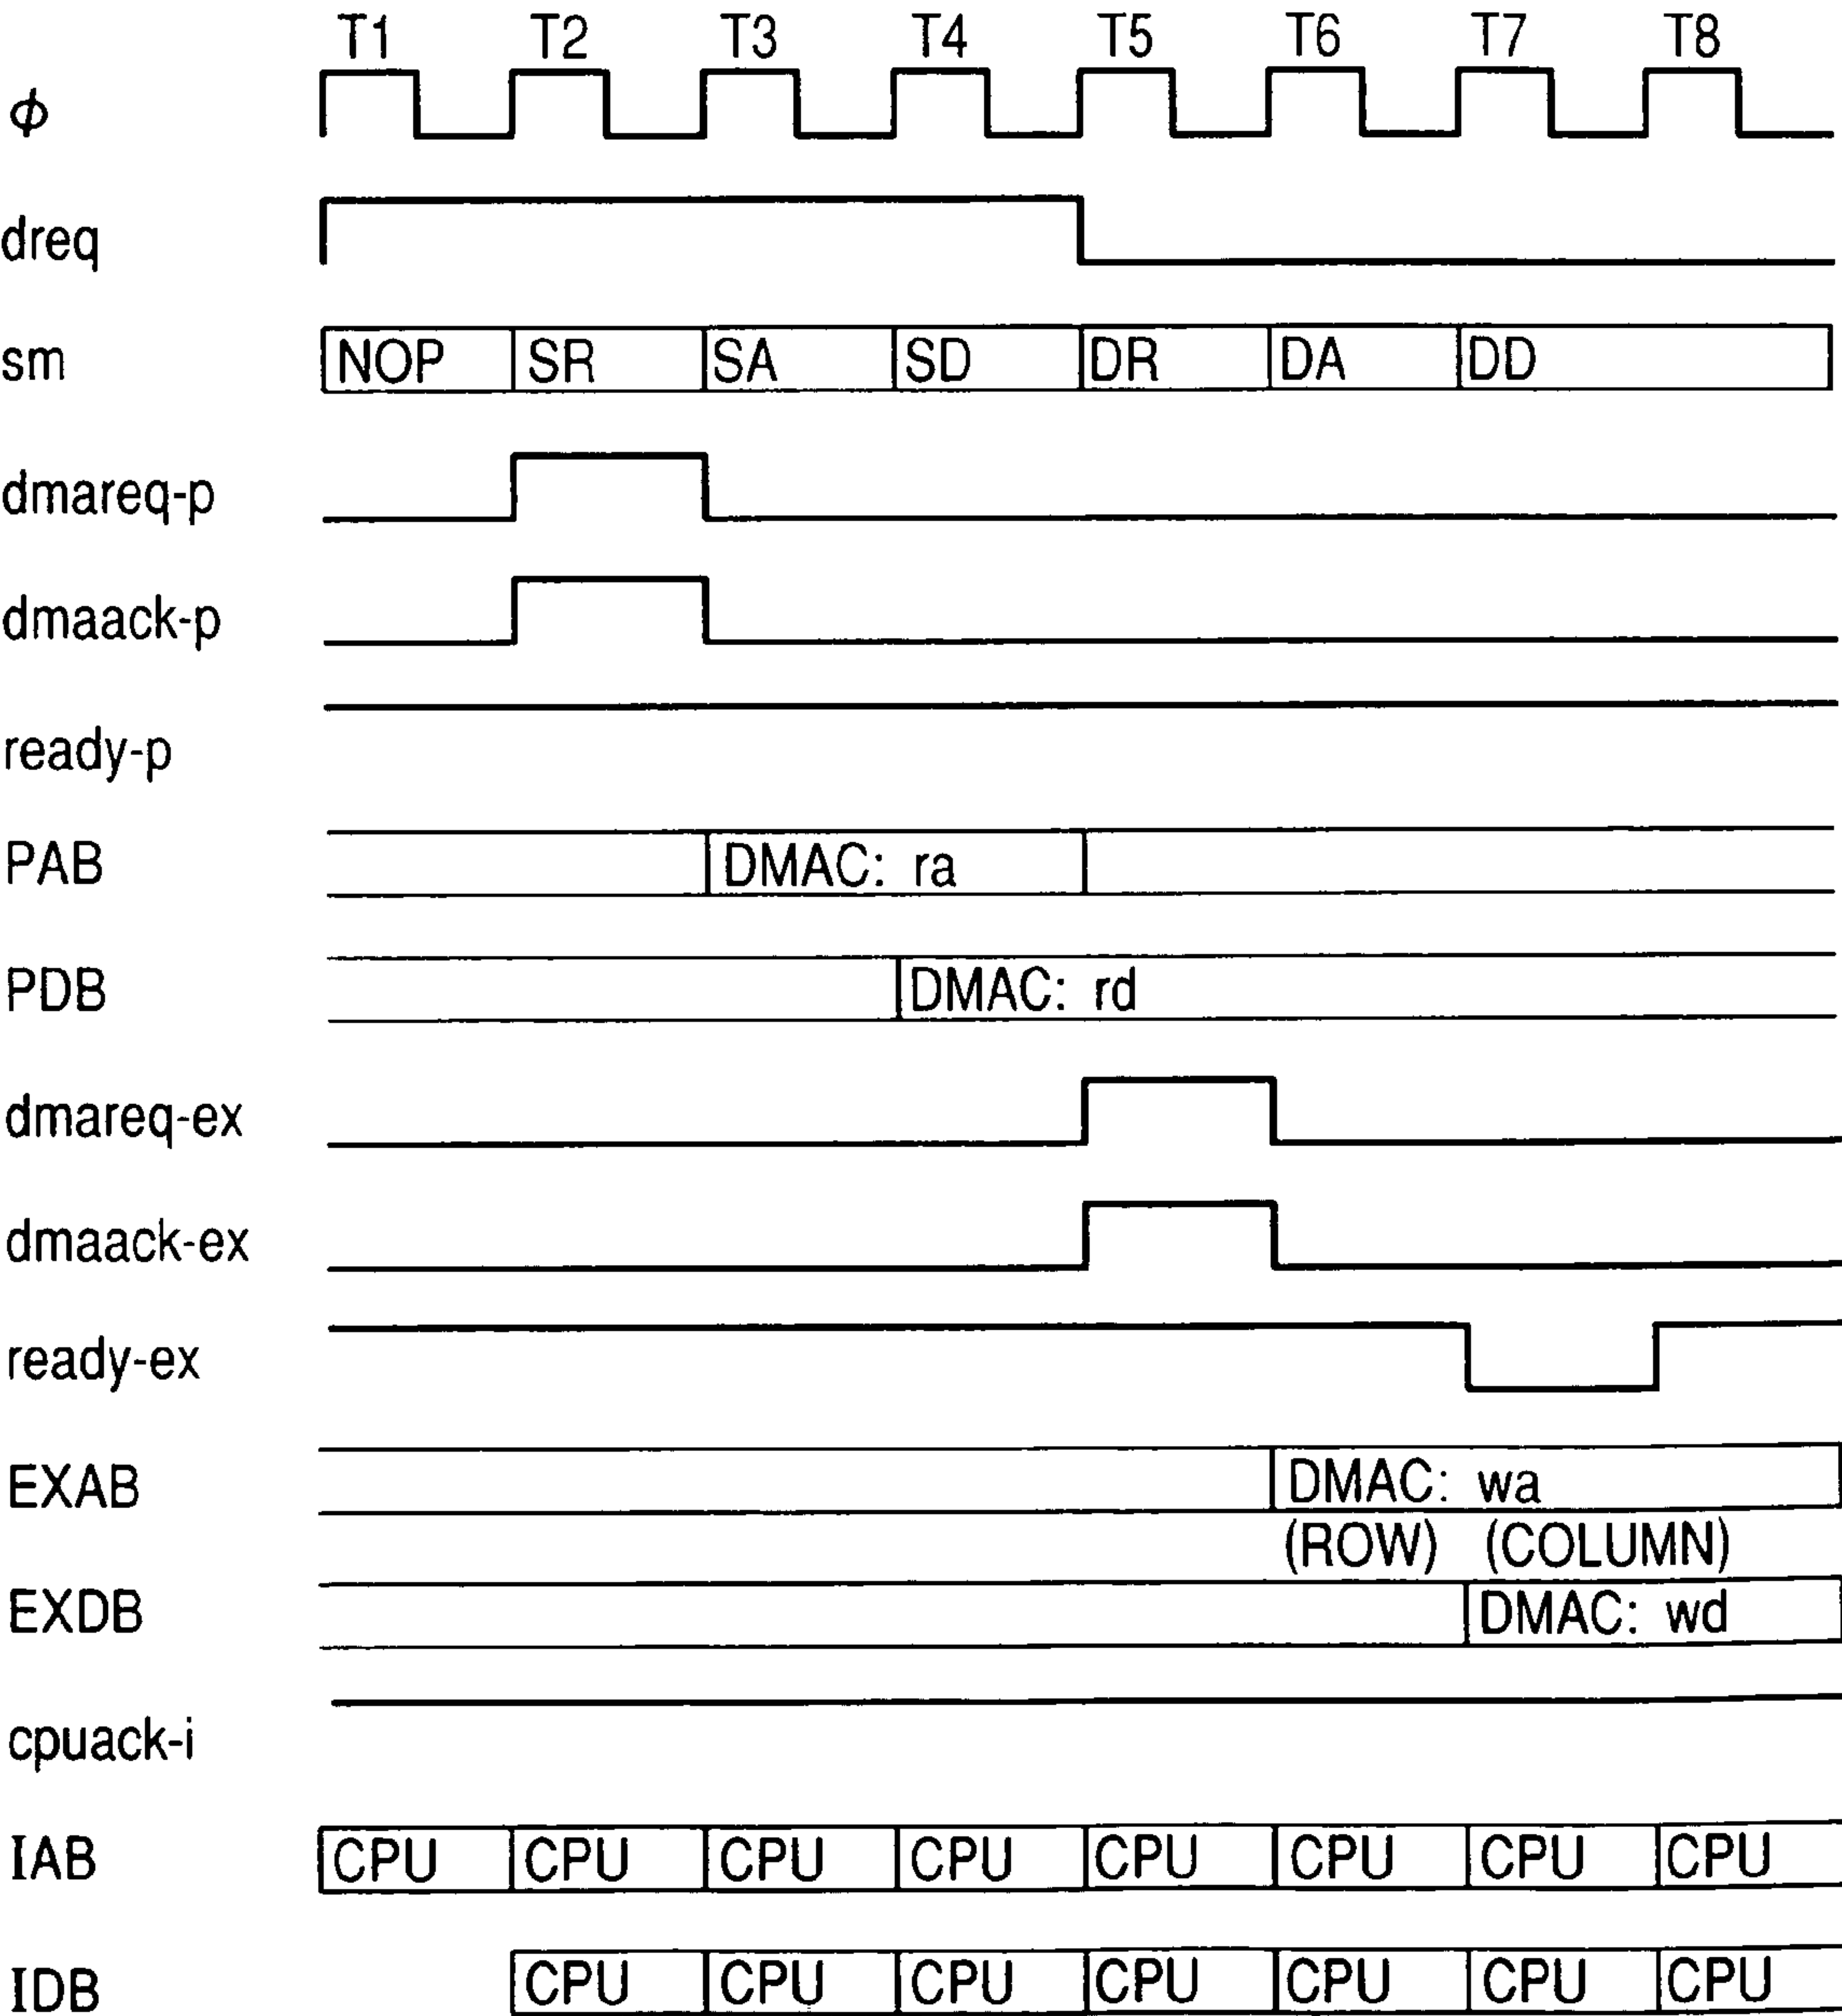 T1 T2 T3 T4 T5 T6 T7 T8
ϕ
dreq
sm NOP SR SA SD DR DA DD
dmareq-p
dmaack-p
ready-p
PAB DMAC: ra
PDB DMAC: rd
dmareq-ex
dmaack-ex
ready-ex
EXAB DMAC: wa
(ROW) (COLUMN)
EXDB DMAC: wd
cpuack-i
IAB CPU CPU CPU CPU CPU CPU CPU CPU
IDB CPU CPU CPU CPU CPU CPU CPU